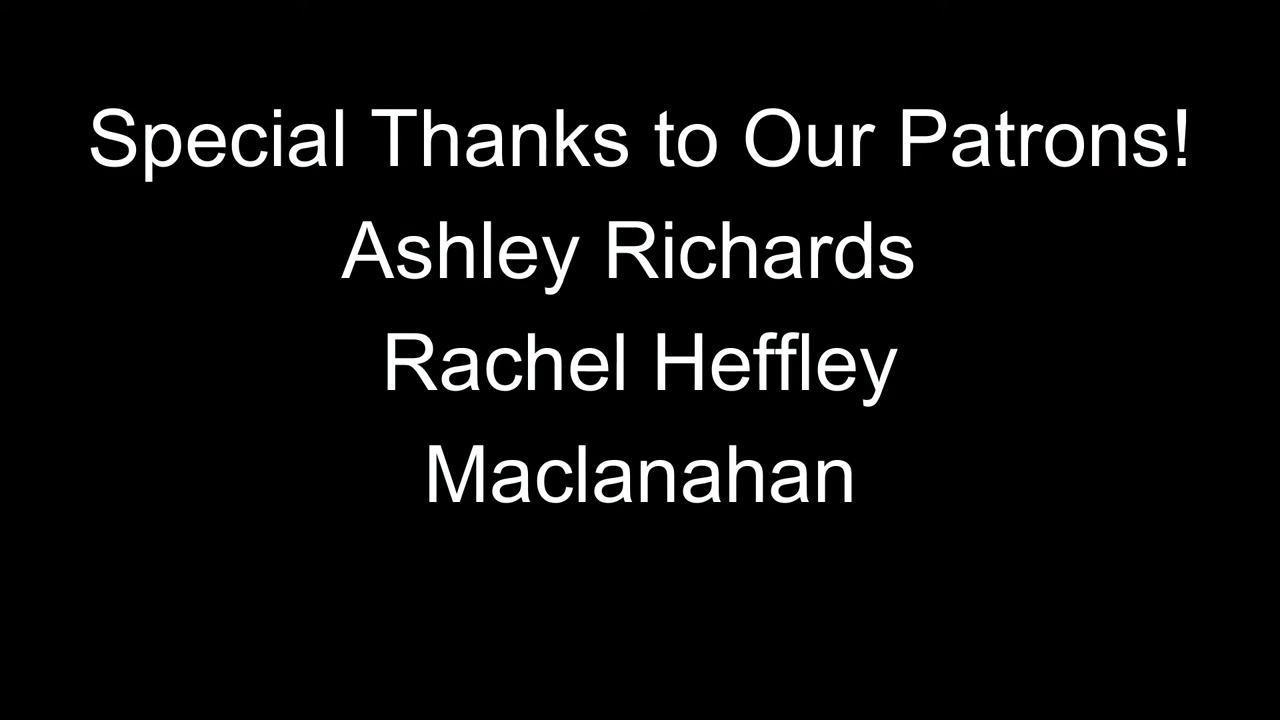 Special Thanks to Our Patrons!
Ashley Richards
Rachel Heffley
Maclanahan